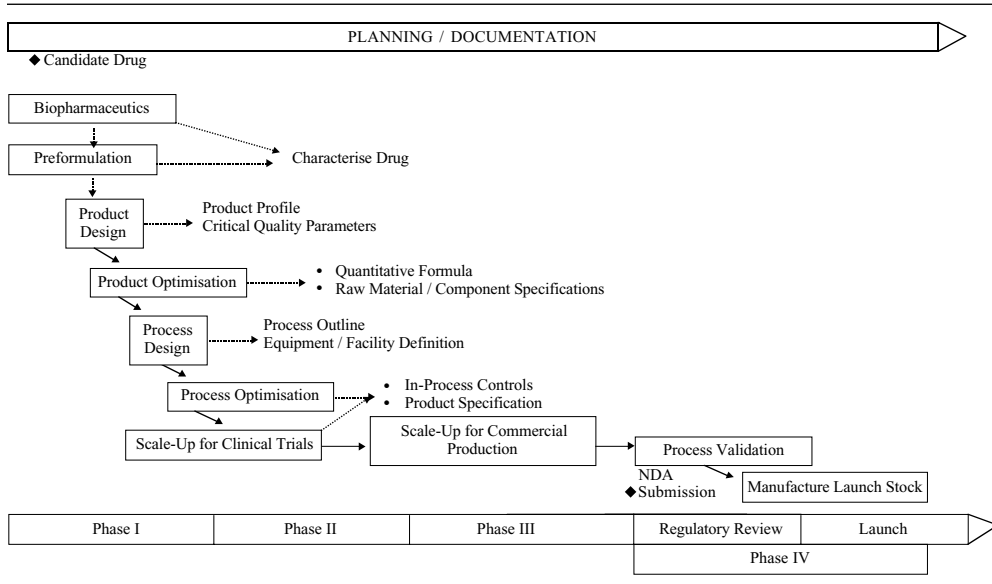 PLANNING / DOCUMENTATION
◆ Candidate Drug
Biopharmaceutics
Preformulation
Characterise Drug
Product
Design
Product Profile
Critical Quality Parameters
Product Optimisation
• Quantitative Formula
• Raw Material / Component Specifications
Process
Design
Process Outline
Equipment / Facility Definition
Process Optimisation
• In-Process Controls
• Product Specification
Scale-Up for Clinical Trials
Scale-Up for Commercial
Production
Process Validation
NDA
◆ Submission
Manufacture Launch Stock
Phase I
Phase II
Phase III
Regulatory Review
Launch
Phase IV